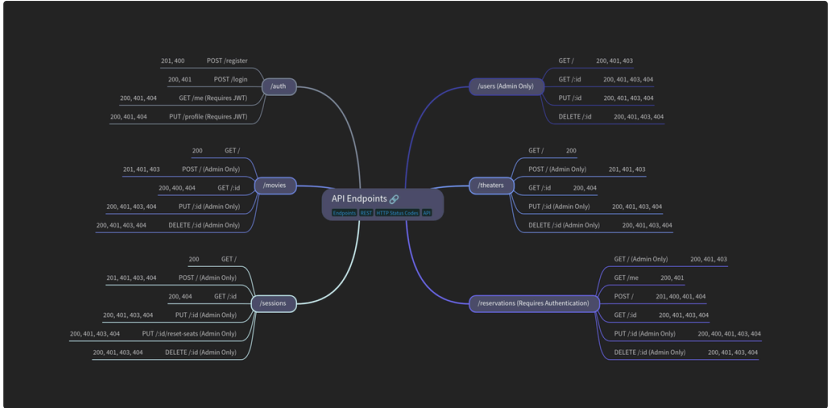 API Endpoints
Endpoints REST HTTP Status Codes API
/auth
201, 400 POST /register
200, 401 POST /login
200, 401, 404 GET /me (Requires JWT)
200, 401, 404 PUT /profile (Requires JWT)
/movies
200 GET /
201, 401, 403 POST / (Admin Only)
200, 400, 404 GET /:id
200, 401, 403, 404 PUT /:id (Admin Only)
200, 401, 403, 404 DELETE /:id (Admin Only)
/sessions
200 GET /
201, 401, 403, 404 POST / (Admin Only)
200, 404 GET /:id
200, 401, 403, 404 PUT /:id (Admin Only)
200, 401, 403, 404 PUT /:id/reset-seats (Admin Only)
200, 401, 403, 404 DELETE /:id (Admin Only)
/users (Admin Only)
GET / 200, 401, 403
GET /:id 200, 401, 403, 404
PUT /:id 200, 401, 403, 404
DELETE /:id 200, 401, 403, 404
/theaters
GET / 200
POST / (Admin Only) 201, 401, 403
GET /:id 200, 404
PUT /:id (Admin Only) 200, 401, 403, 404
DELETE /:id (Admin Only) 200, 401, 403, 404
/reservations (Requires Authentication)
GET / (Admin Only) 200, 401, 403
GET /me 200, 401
POST / 201, 400, 401, 404
GET /:id 200, 401, 403, 404
PUT /:id (Admin Only) 200, 400, 401, 403, 404
DELETE /:id (Admin Only) 200, 401, 403, 404